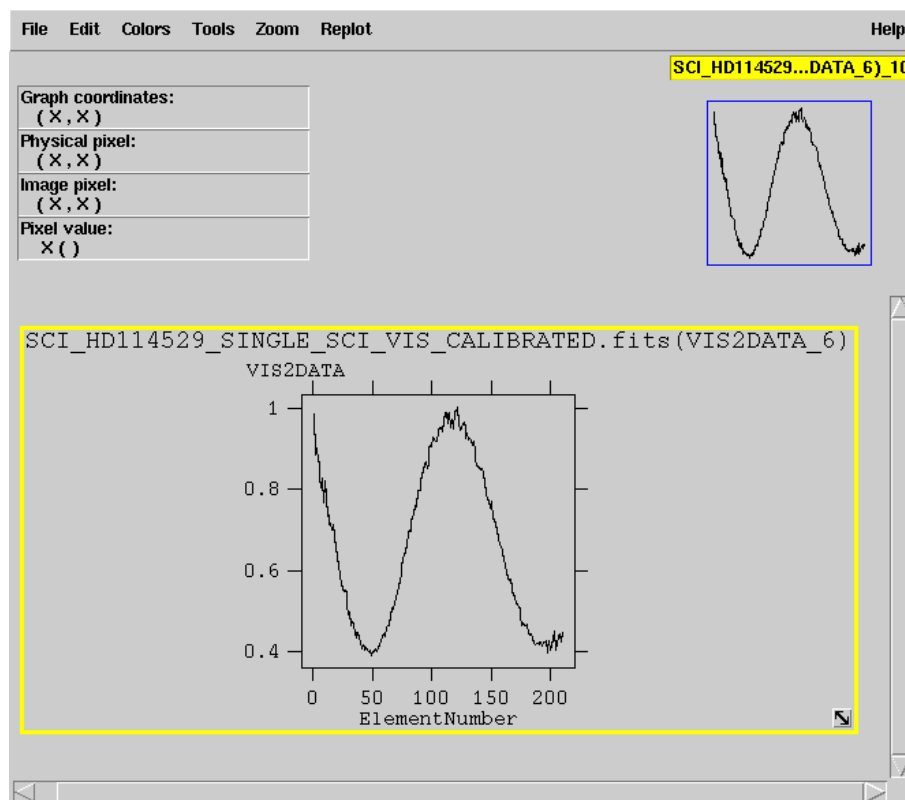 File Edit Colors Tools Zoom Replot Help
SCI_HD114529...DATA_6)_10
Graph coordinates:
(X,X)
Physical pixel:
(X,X)
Image pixel:
(X,X)
Pixel value:
X()
SCI_HD114529_SINGLE_SCI_VIS_CALIBRATED.fits(VIS2DATA_6)
VIS2DATA
1
0.8
0.6
0.4
0 50 100 150 200
ElementNumber